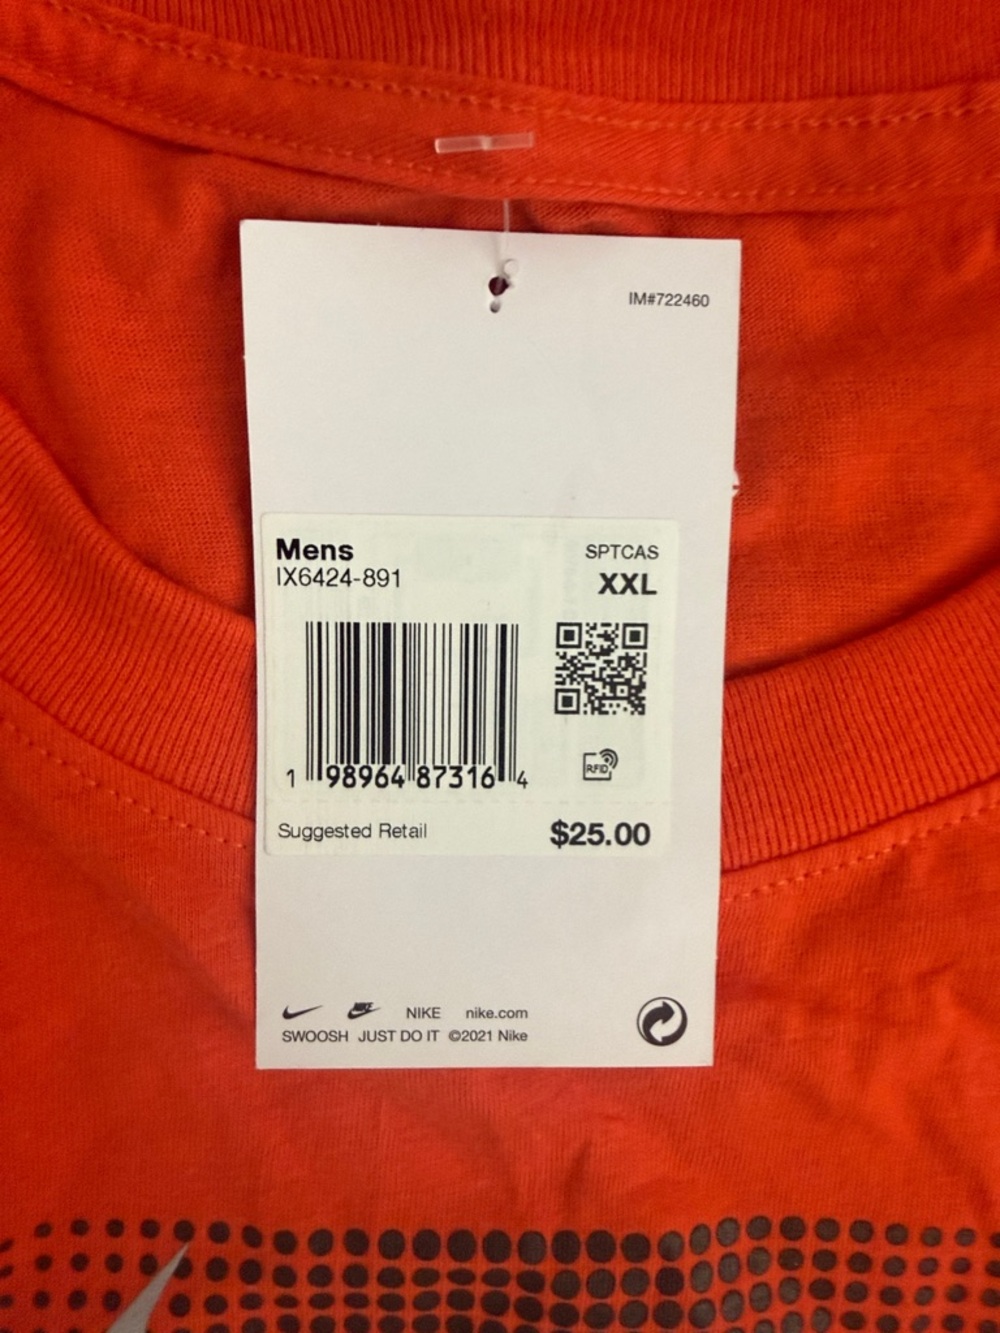 IM#722460
Mens
SPTCAS
IX6424-891
XXL
RFID
1 98964 87316 4
Suggested Retail
$25.00
NIKE
NIKE nike.com
SWOOSH JUST DO IT ©2021 Nike